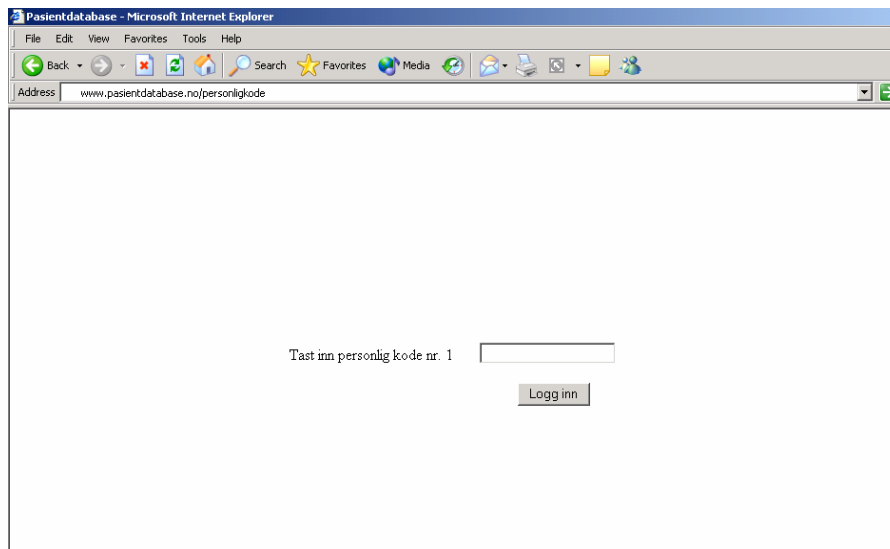 Pasientdatabase - Microsoft Internet Explorer
File Edit View Favorites Tools Help
Back Search Favorites Media
Address www.pasientdatabase.no/personligkode
Tast inn personlig kode nr. 1
Logg inn